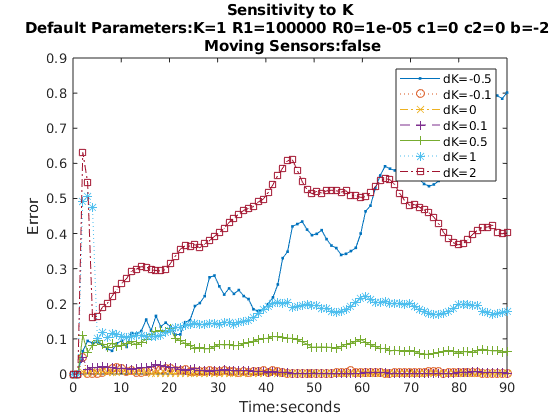 Sensitivity to K
Default Parameters:K=1 R1=100000 R0=1e-05 c1=0 c2=0 b=-2
Moving Sensors:false
0.9
0.8
0.7
0.6
0.5
0.4
0.3
0.2
0.1
0
Error
dK=-0.5
dK=-0.1
dK=0
dK=0.1
dK=0.5
dK=1
dK=2
0 10 20 30 40 50 60 70 80 90
Time:seconds